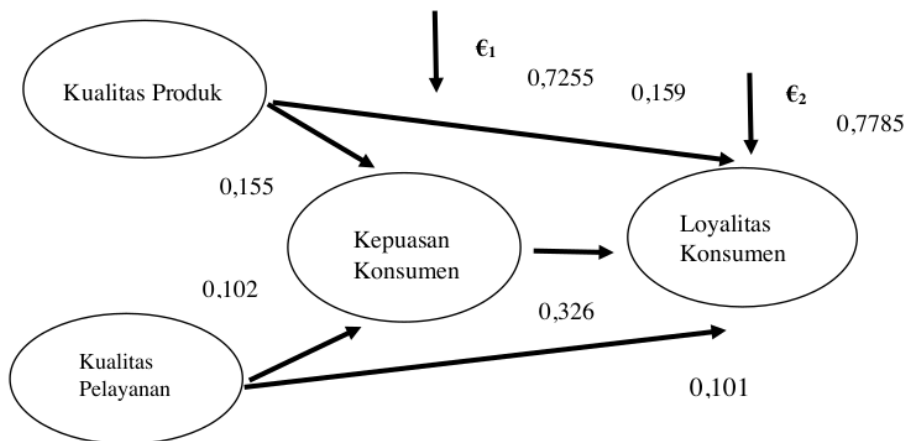 €1
0,7255
0,159
€2
0,7785
Kualitas Produk
0,155
Kepuasan
Konsumen
Loyalitas
Konsumen
0,102
0,326
Kualitas
Pelayanan
0,101